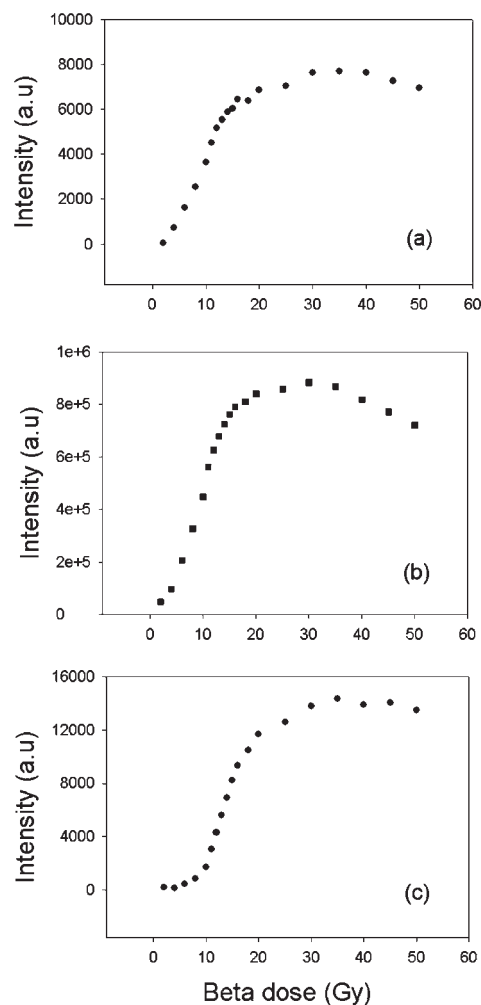 10000
8000
6000
4000
2000
0
Intensity (a.u)
(a)
0 10 20 30 40 50 60
1e+6
8e+5
6e+5
4e+5
2e+5
0
Intensity (a.u)
(b)
0 10 20 30 40 50 60
16000
12000
8000
4000
0
Intensity (a.u)
(c)
0 10 20 30 40 50 60
Beta dose (Gy)